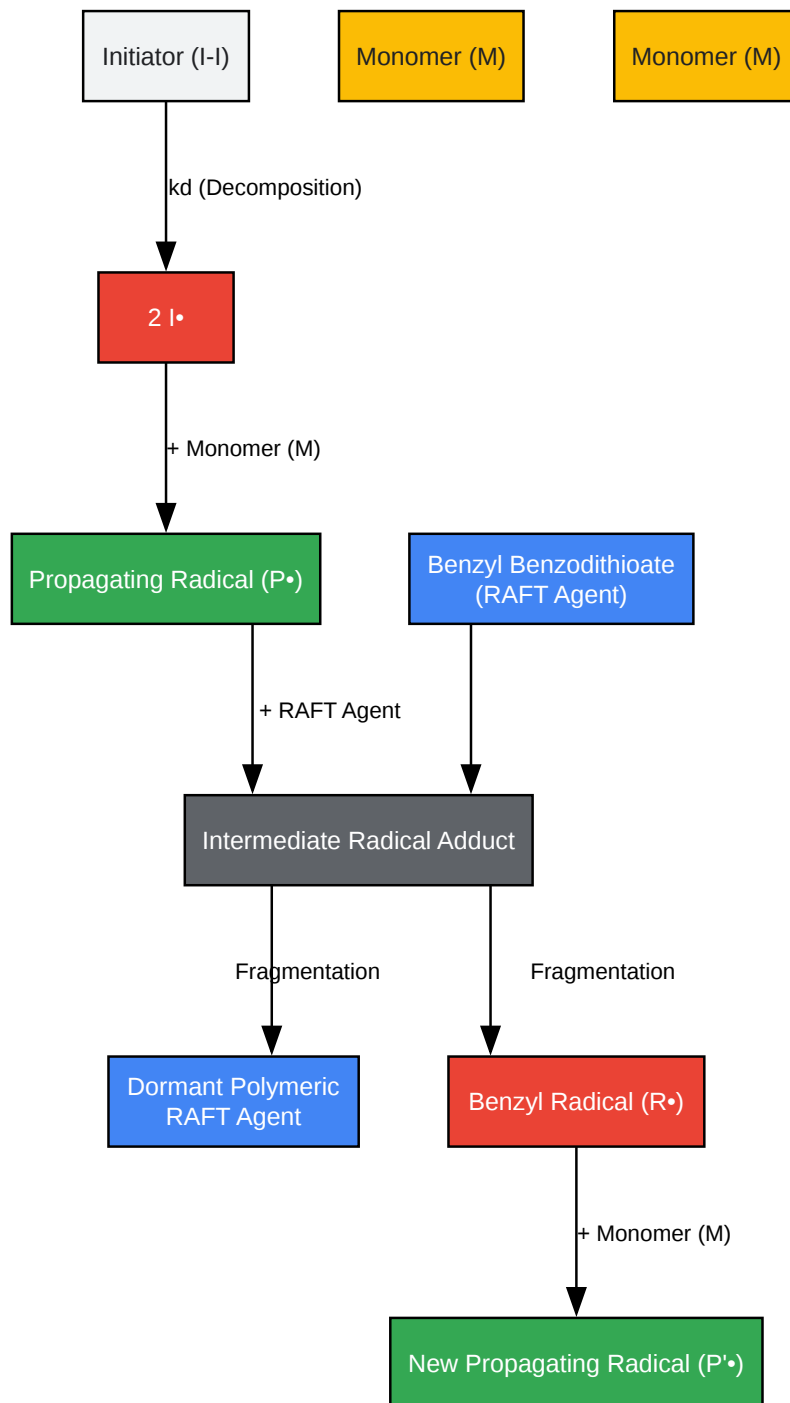 Initiator (I-I)
Monomer (M)
Monomer (M)
kd (Decomposition)
2 I•
+ Monomer (M)
Propagating Radical (P•)
Benzyl Benzodithioate
(RAFT Agent)
+ RAFT Agent
Intermediate Radical Adduct
Fragmentation
Fragmentation
Dormant Polymeric
RAFT Agent
Benzyl Radical (R•)
+ Monomer (M)
New Propagating Radical (P'•)